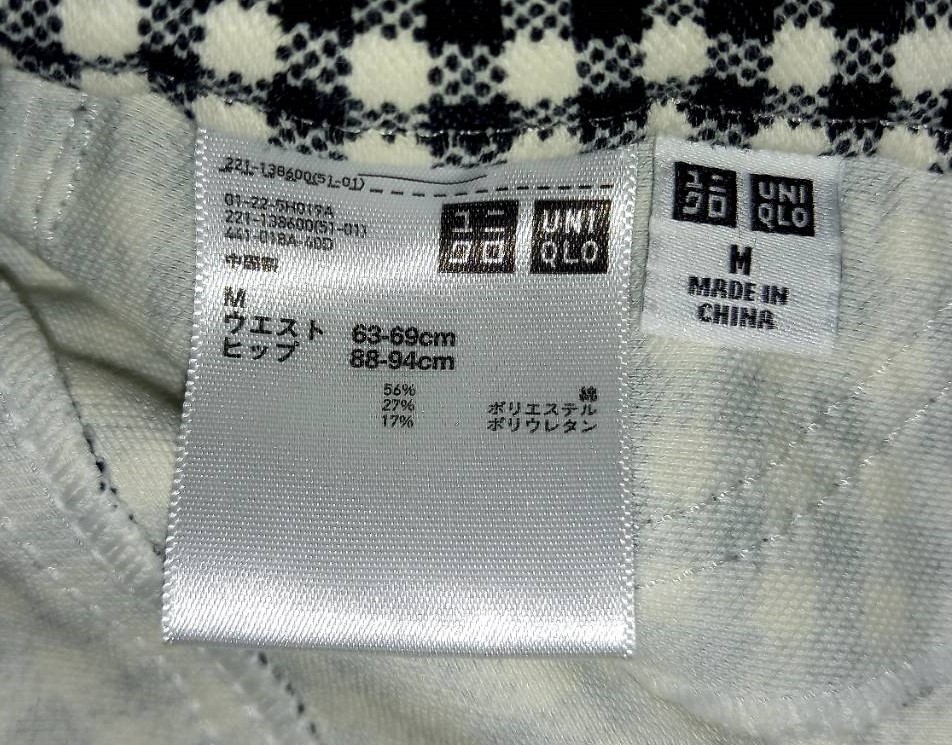 221-138600(51-01)
01-22-5H019A
221-138600(51-01)
441-018A-40D
ユニ
クロ
UNI
QLO
中国製
M
ウエスト 63-69cm
ヒップ 88-94cm
56% 綿
27% ポリエステル
17% ポリウレタン
ユニ
クロ
UNI
QLO
M
MADE IN
CHINA